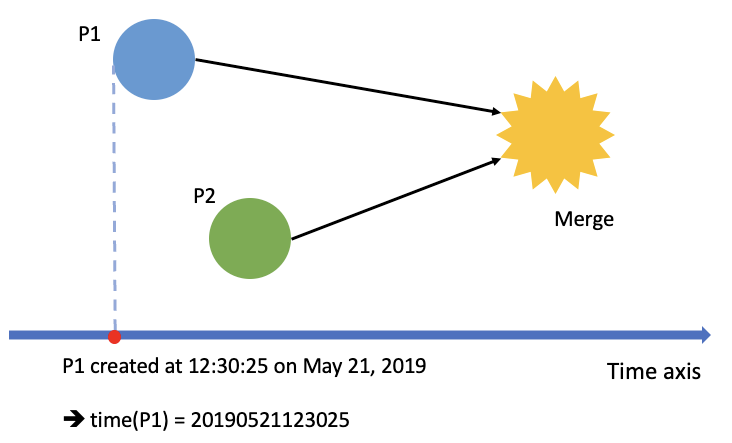 P1
P2
Merge
P1 created at 12:30:25 on May 21, 2019
Time axis
➔ time(P1) = 20190521123025